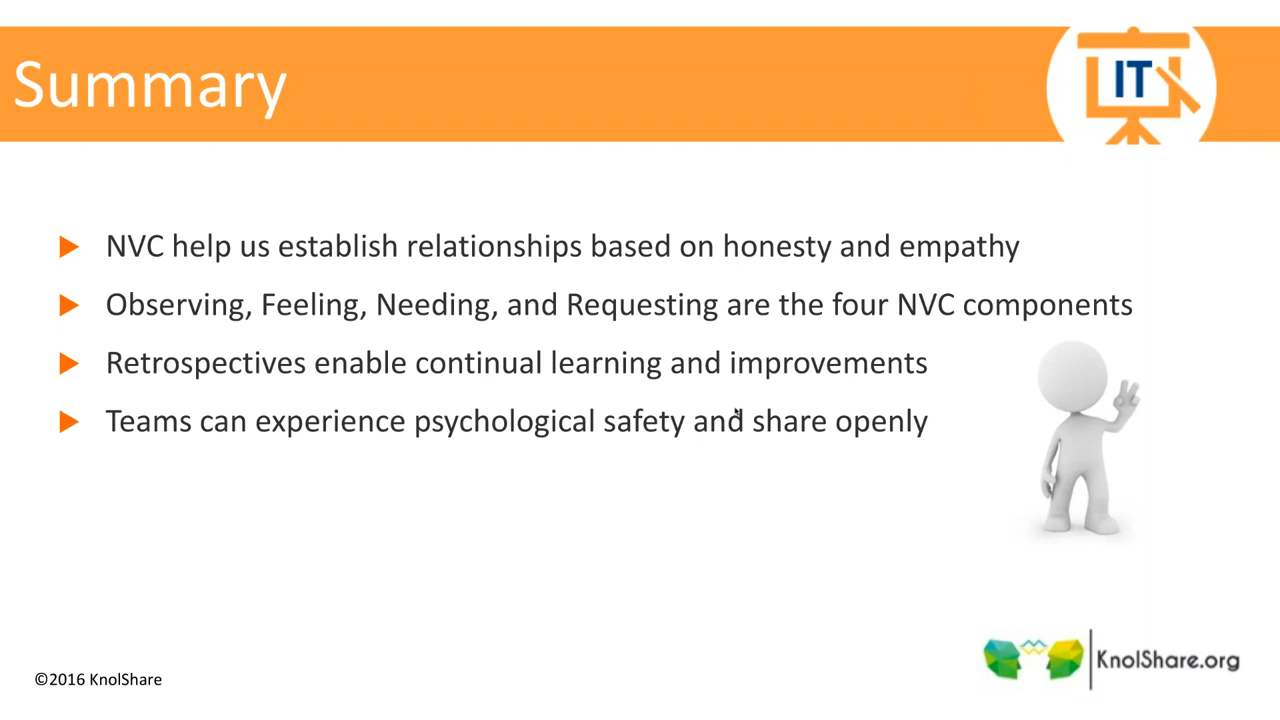 Summary
IT
NVC help us establish relationships based on honesty and empathy
Observing, Feeling, Needing, and Requesting are the four NVC components
Retrospectives enable continual learning and improvements
Teams can experience psychological safety and share openly
©2016 KnolShare
KnolShare.org